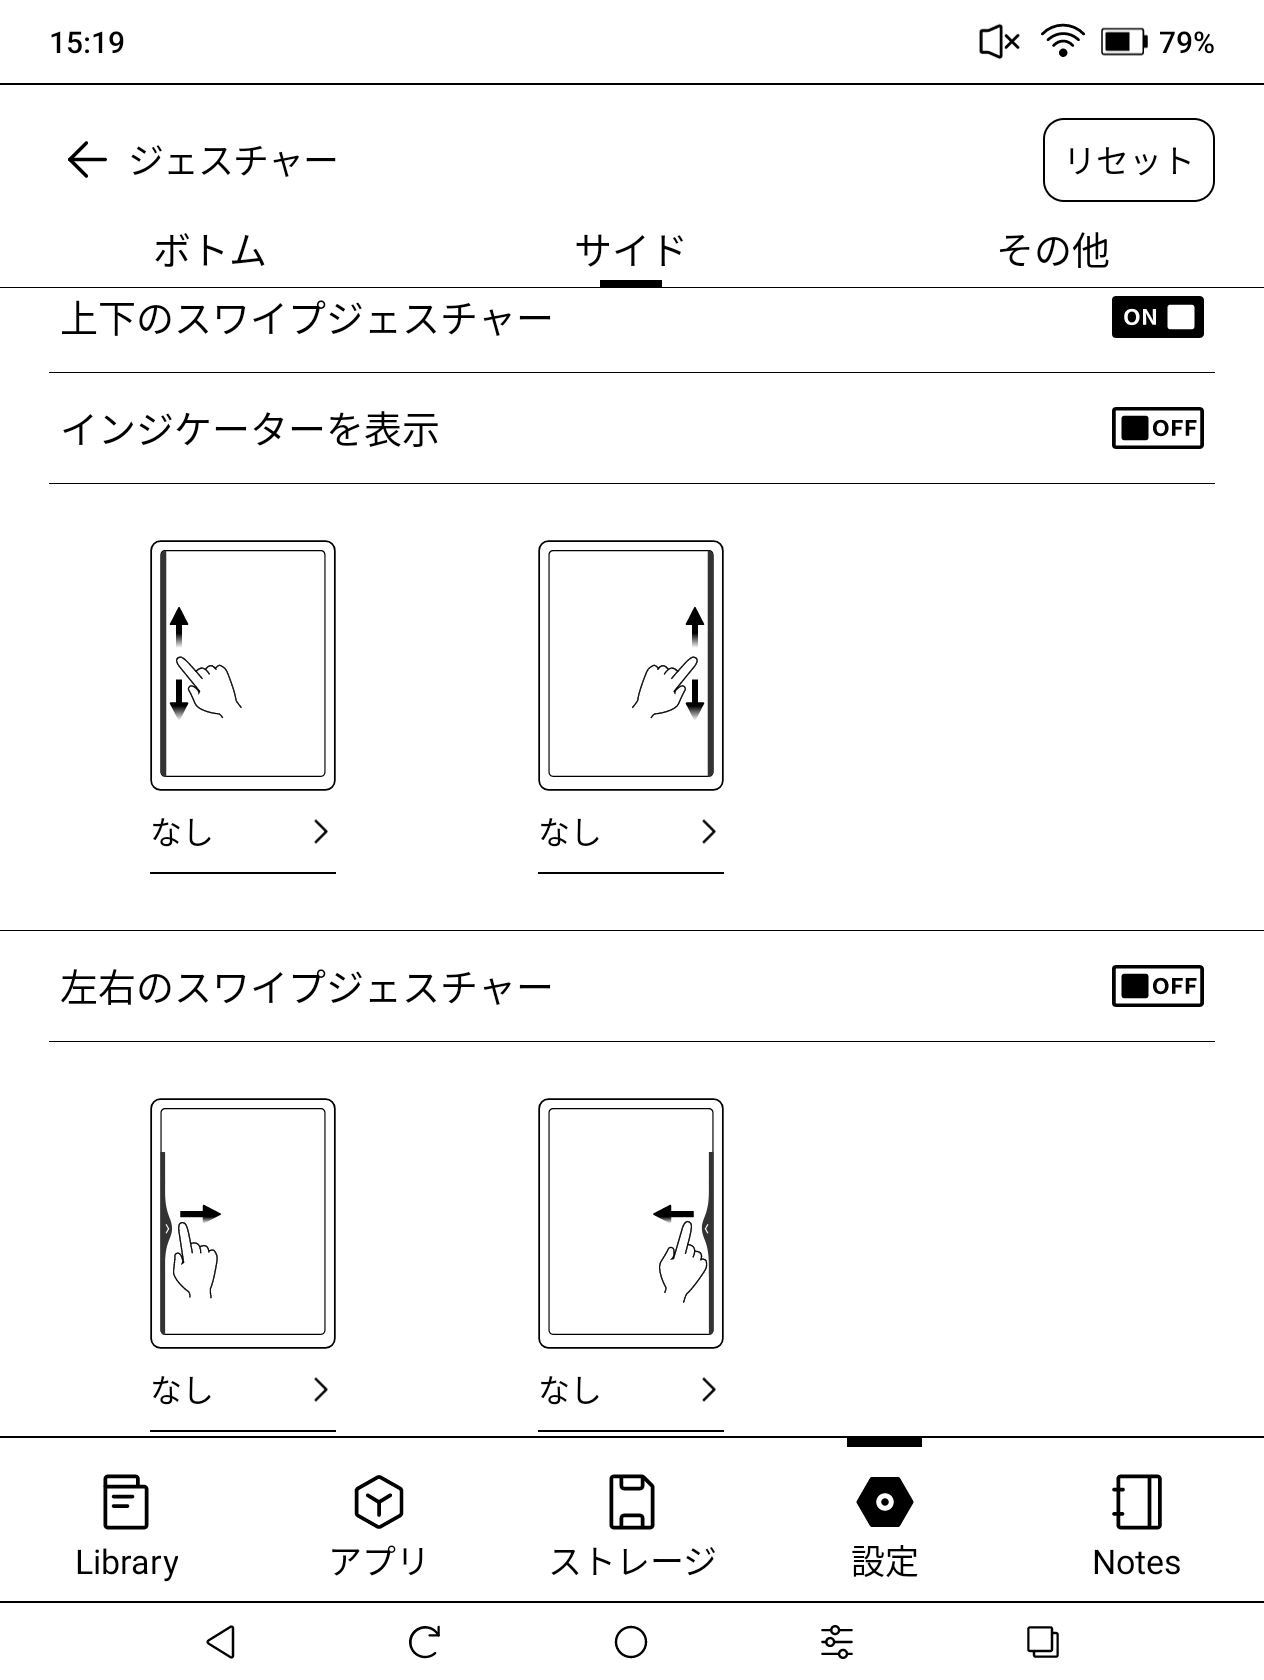 15:19
79%
ジェスチャー
リセット
ボトム
サイド
その他
上下のスワイプジェスチャー
ON
インジケーターを表示
OFF
なし
なし
左右のスワイプジェスチャー
OFF
なし
なし
Library
アプリ
ストレージ
設定
Notes